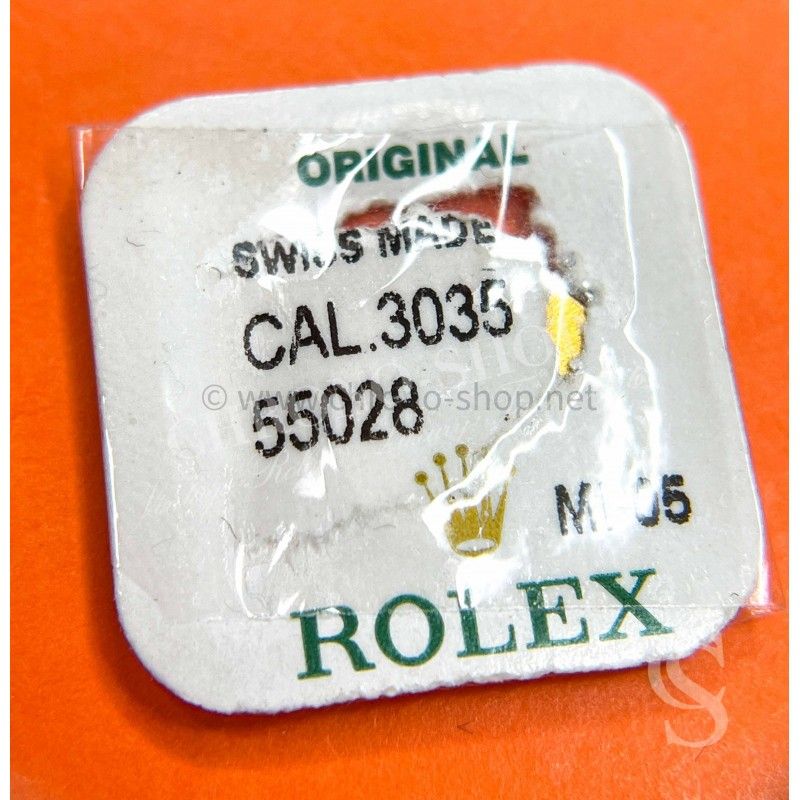 ORIGINAL
SWISS MADE
CAL.3035
55028
ROLEX